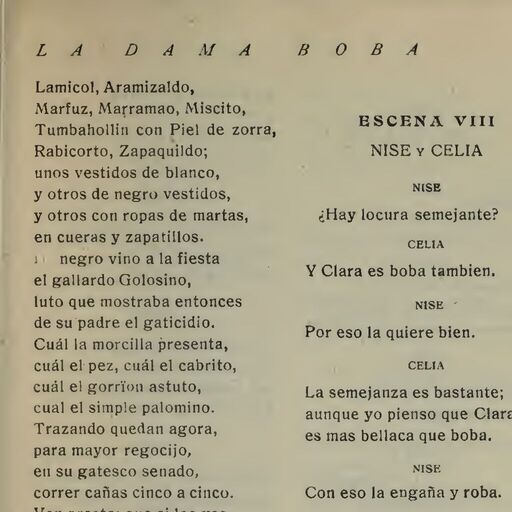 LA DAMA BOBA
Lamicol, Aramizaldo,
Marfuz, Marramao, Miscito,
Tumbahollin con Piel de zorra,
Rabicorto, Zapaquildo;
unos vestidos de blanco,
y otros de negro vestidos,
y otros con ropas de martas,
en cueras y zapatillos.
negro vino a la fiesta
el gallardo Golosino,
luto que mostraba entonces
de su padre el gaticidio.
Cuál la morcilla presenta,
cuál el pez, cuál el cabrito,
cuál el gorrïon astuto,
cual el simple palomino.
Trazando quedan agora,
para mayor regocijo,
en su gatesco senado,
correr cañas cinco a cinco.
ESCENA VIII
NISE Y CELIA
NISE
¿Hay locura semejante?
CELIA
Y Clara es boba tambien.
NISE
Por eso la quiere bien.
CELIA
La semejanza es bastante;
aunque yo pienso que Clara
es mas bellaca que boba.
NISE
Con eso la engaña y roba.